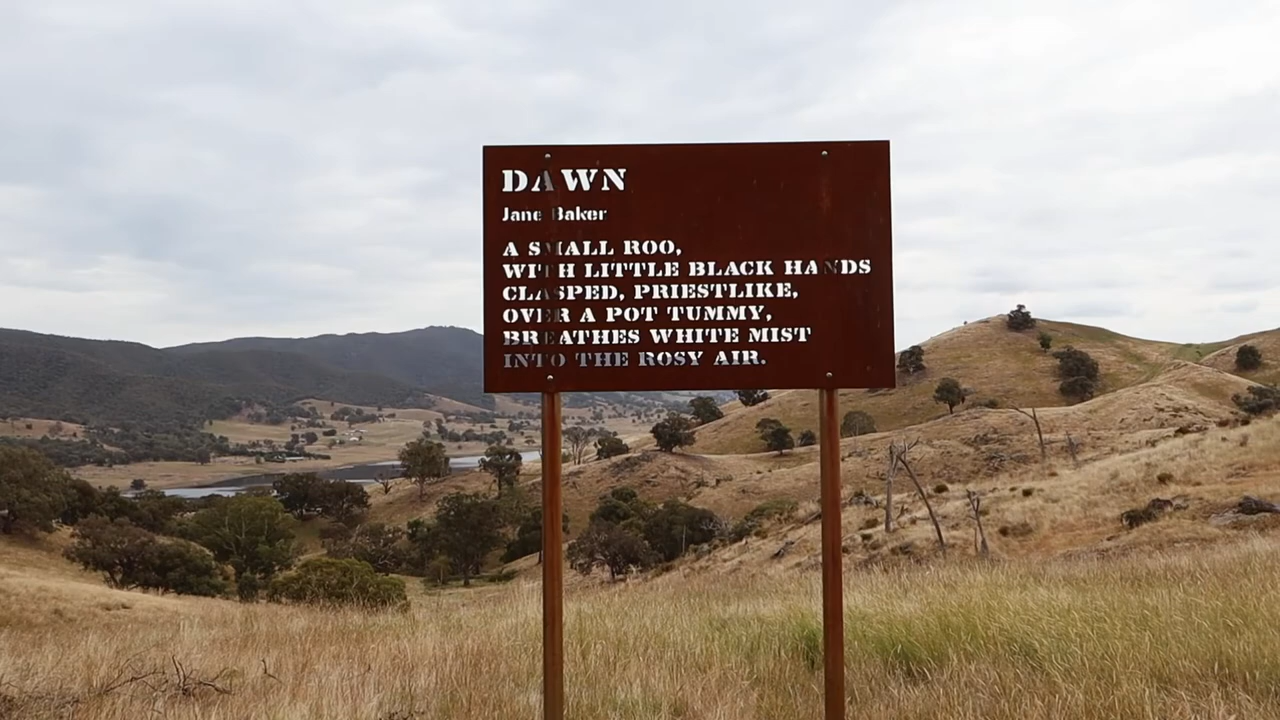 DAWN
Jane Baker
A SMALL ROO,
WITH LITTLE BLACK HANDS
CLASPED, PRIESTLIKE,
OVER A POT TUMMY,
BREATHES WHITE MIST
INTO THE ROSY AIR.